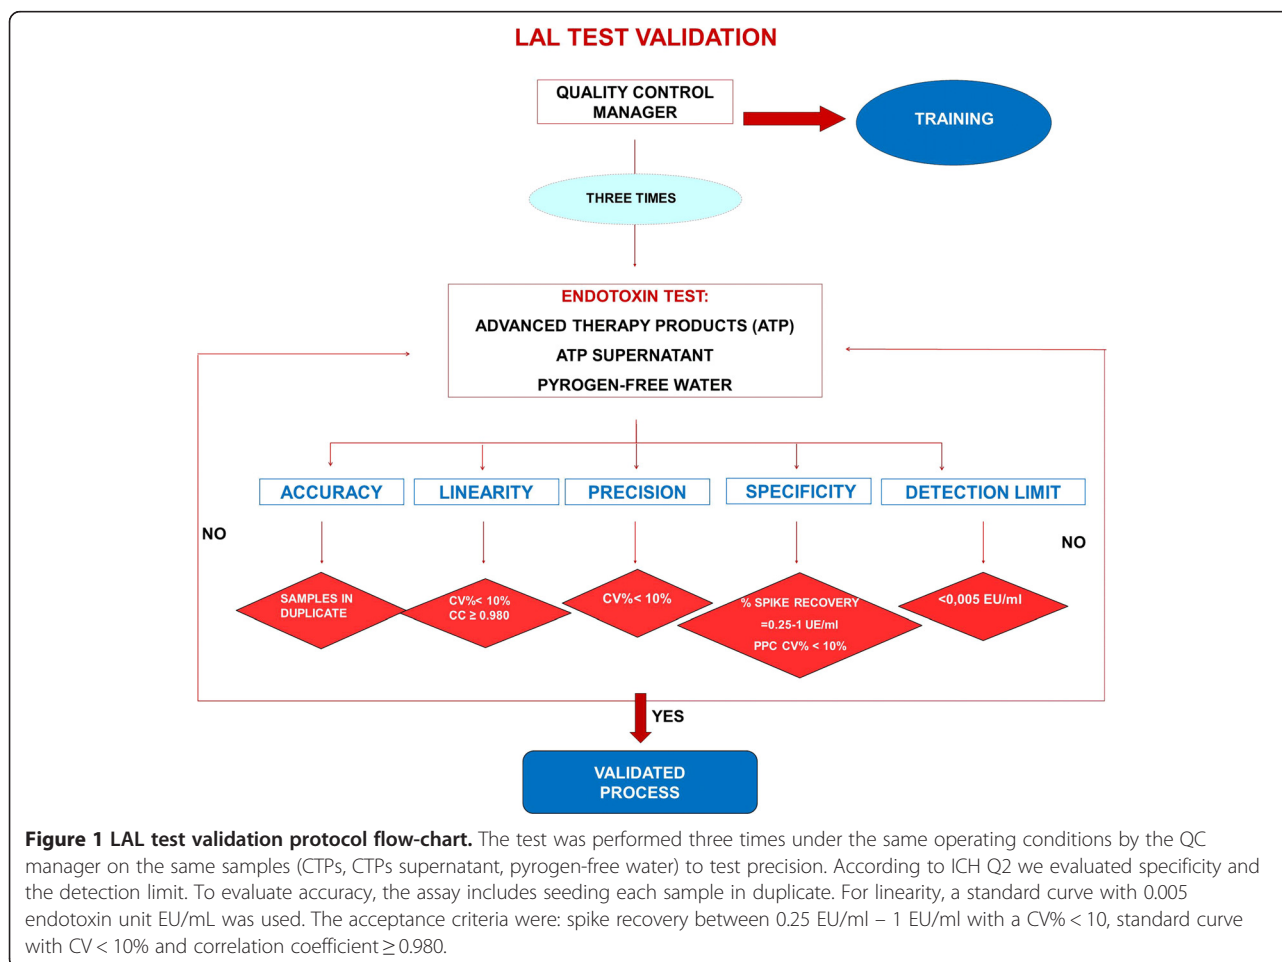 LAL TEST VALIDATION
QUALITY CONTROL
MANAGER
TRAINING
THREE TIMES
ENDOTOXIN TEST:
ADVANCED THERAPY PRODUCTS (ATP)
ATP SUPERNATANT
PYROGEN-FREE WATER
ACCURACY
LINEARITY
PRECISION
SPECIFICITY
DETECTION LIMIT
NO
NO
SAMPLES IN
DUPLICATE
CV%< 10%
CC ≥ 0.980
CV%< 10%
% SPIKE RECOVERY
=0.25-1 UE/ml
PPC CV% < 10%
<0,005 EU/ml
YES
VALIDATED
PROCESS
Figure 1 LAL test validation protocol flow-chart. The test was performed three times under the same operating conditions by the QC
manager on the same samples (CTPs, CTPs supernatant, pyrogen-free water) to test precision. According to ICH Q2 we evaluated specificity and
the detection limit. To evaluate accuracy, the assay includes seeding each sample in duplicate. For linearity, a standard curve with 0.005
endotoxin unit EU/mL was used. The acceptance criteria were: spike recovery between 0.25 EU/ml – 1 EU/ml with a CV% < 10, standard curve
with CV < 10% and correlation coefficient ≥ 0.980.